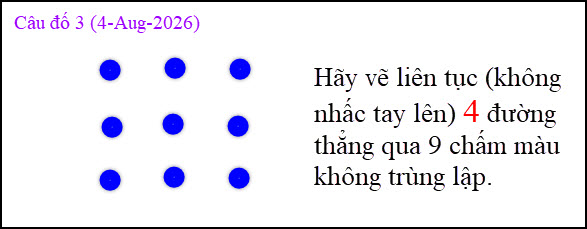 Câu đố 3 (4-Aug-2026)
Hãy vẽ liên tục (không
nhấc tay lên) 4 đường
thẳng qua 9 chấm màu
không trùng lập.